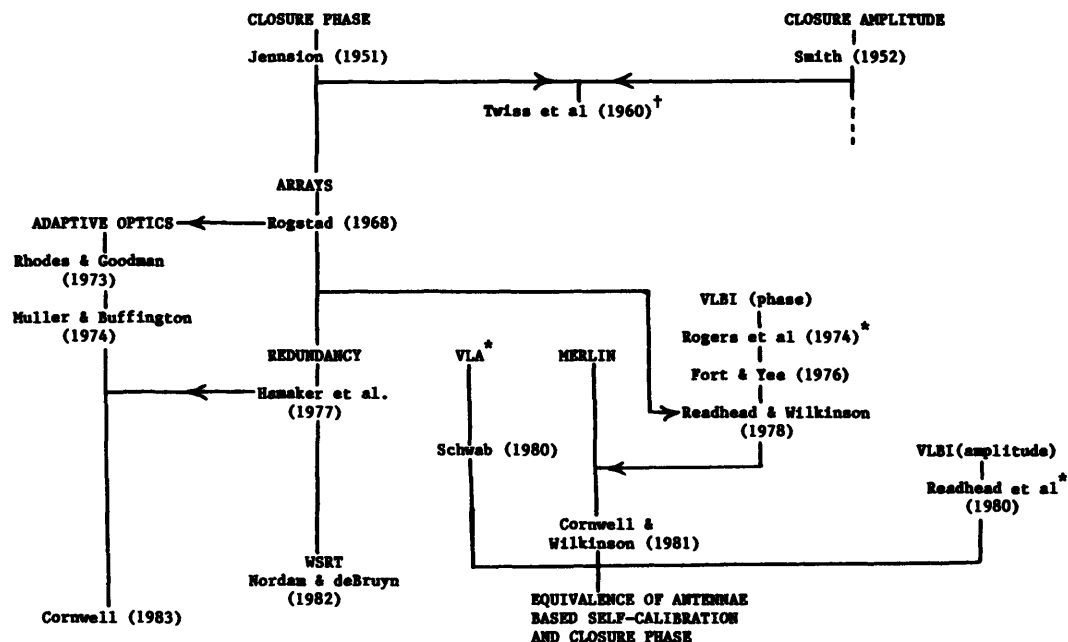 CLOSURE PHASE
CLOSURE AMPLITUDE
Jennsion (1951)
Smith (1952)
Twiss et al (1960)†
ARRAYS
ADAPTIVE OPTICS
Rogstad (1968)
Rhodes & Goodman
(1973)
Muller & Buffington
(1974)
VLBI (phase)
Rogers et al (1974)*
REDUNDANCY
VLA*
MERLIN
Fort & Yee (1976)
Hamaker et al.
(1977)
Readhead & Wilkinson
(1978)
Schwab (1980)
VLBI(amplitude)
Readhead et al*
(1980)
Cornwell &
Wilkinson (1981)
WSRT
Nordam & deBruyn
(1982)
Cornwell (1983)
EQUIVALENCE OF ANTENNAE
BASED SELF-CALIBRATION
AND CLOSURE PHASE